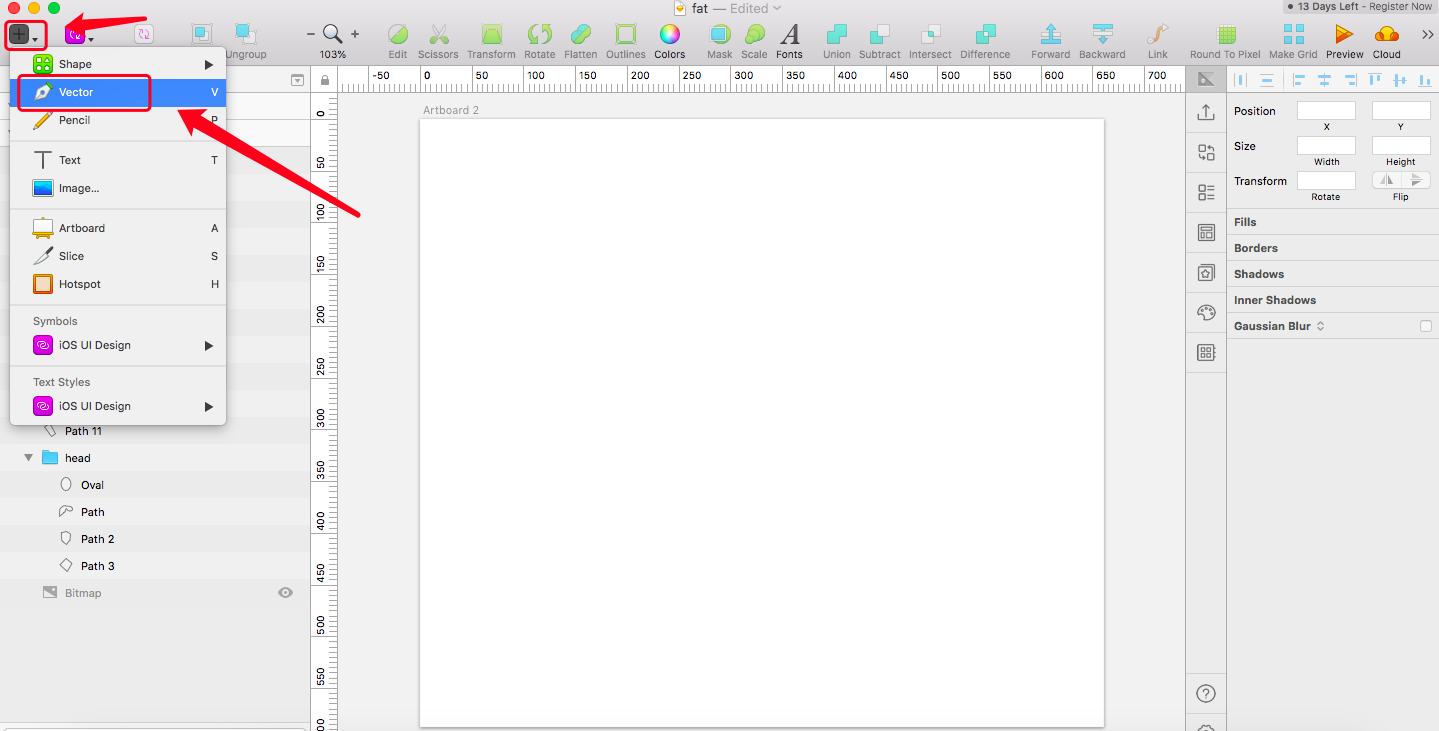 fat — Edited
13 Days Left - Register Now
Ungroup
103%
Edit Scissors Transform Rotate Flatten Outlines Colors Mask Scale Fonts Union Subtract Intersect Difference Forward Backward Link Round To Pixel Make Grid Preview Cloud
Shape
Vector V
Pencil P
Text T
Image...
Artboard A
Slice S
Hotspot H
Symbols
iOS UI Design
Text Styles
iOS UI Design
Path 11
head
Oval
Path
Path 2
Path 3
Bitmap
-50 0 50 100 150 200 250 300 350 400 450 500 550 600 650 700
0
50
100
150
200
250
300
350
400
450
500
550
Artboard 2
Position
X Y
Size
Width Height
Transform
Rotate Flip
Fills
Borders
Shadows
Inner Shadows
Gaussian Blur